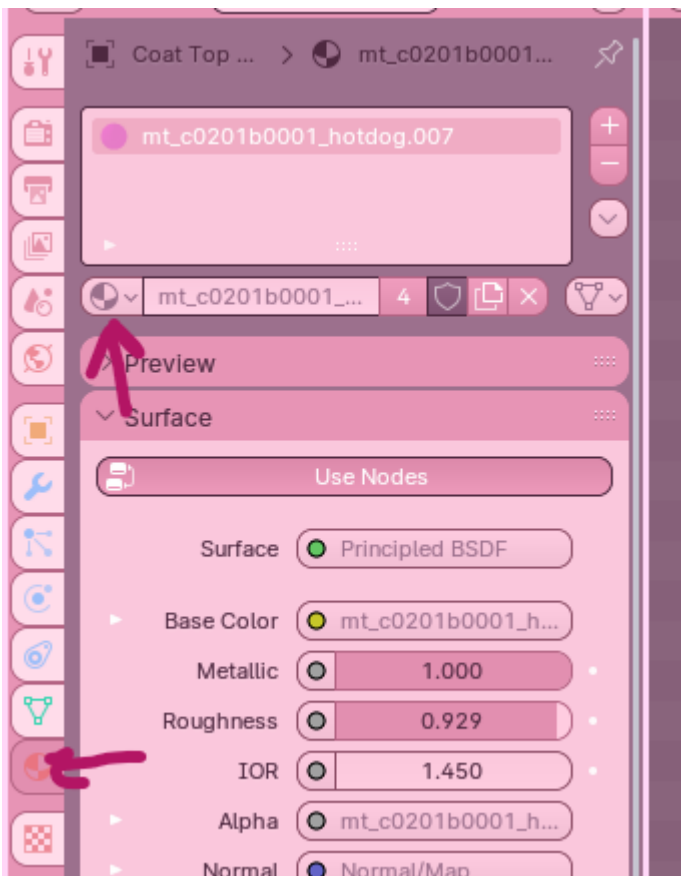 Coat Top ... > mt_c0201b0001...
mt_c0201b0001_hotdog.007
mt_c0201b0001_... 4
Preview
Surface
Use Nodes
Surface Principled BSDF
Base Color mt_c0201b0001_h...
Metallic 1.000
Roughness 0.929
IOR 1.450
Alpha mt_c0201b0001_h...
Normal Normal/Map